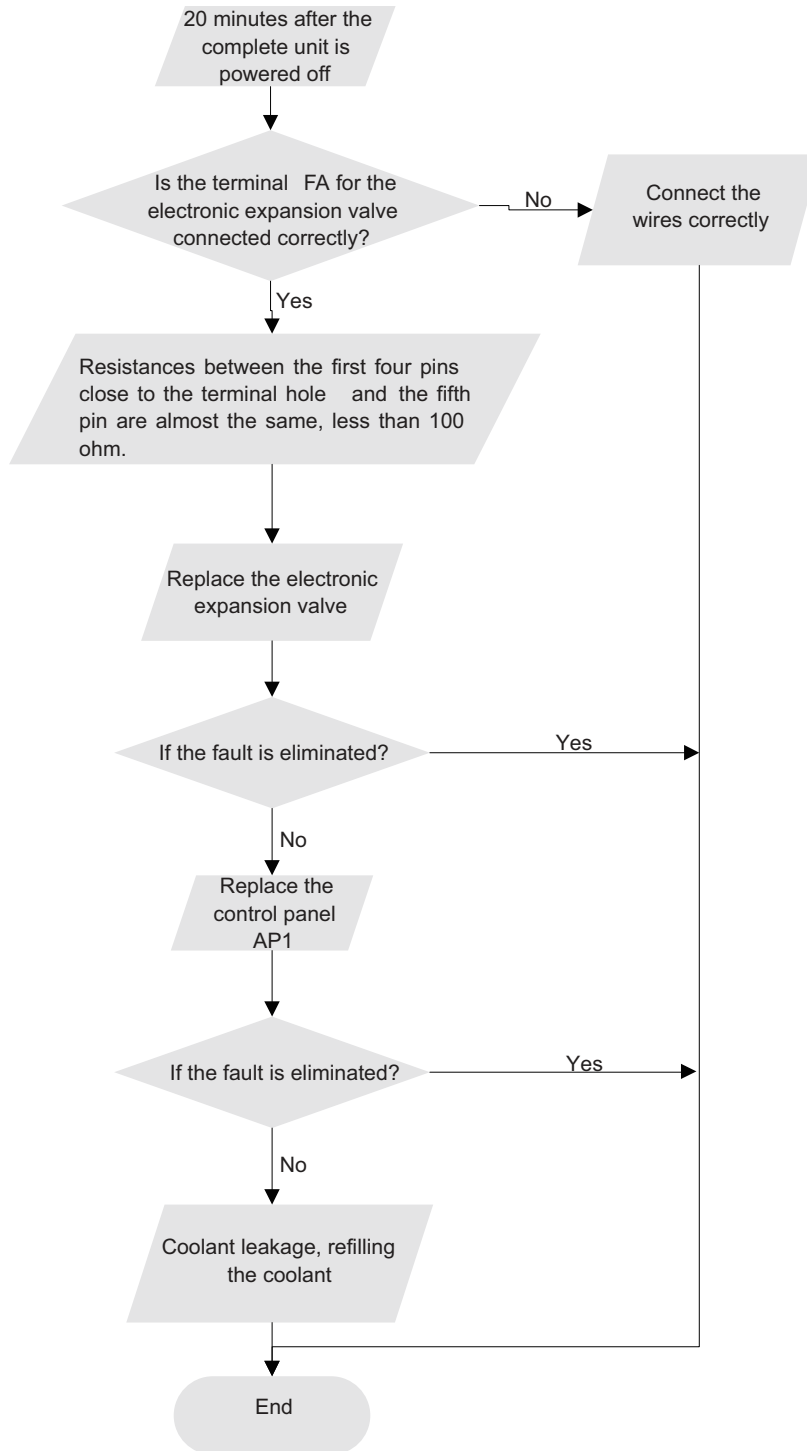 20 minutes after the
complete unit is
powered off
Is the terminal FA for the
electronic expansion valve
connected correctly?
No
Connect the
wires correctly
Yes
Resistances between the first four pins
close to the terminal hole and the fifth
pin are almost the same, less than 100
ohm.
Replace the electronic
expansion valve
If the fault is eliminated?
Yes
No
Replace the
control panel
AP1
If the fault is eliminated?
Yes
No
Coolant leakage, refilling
the coolant
End